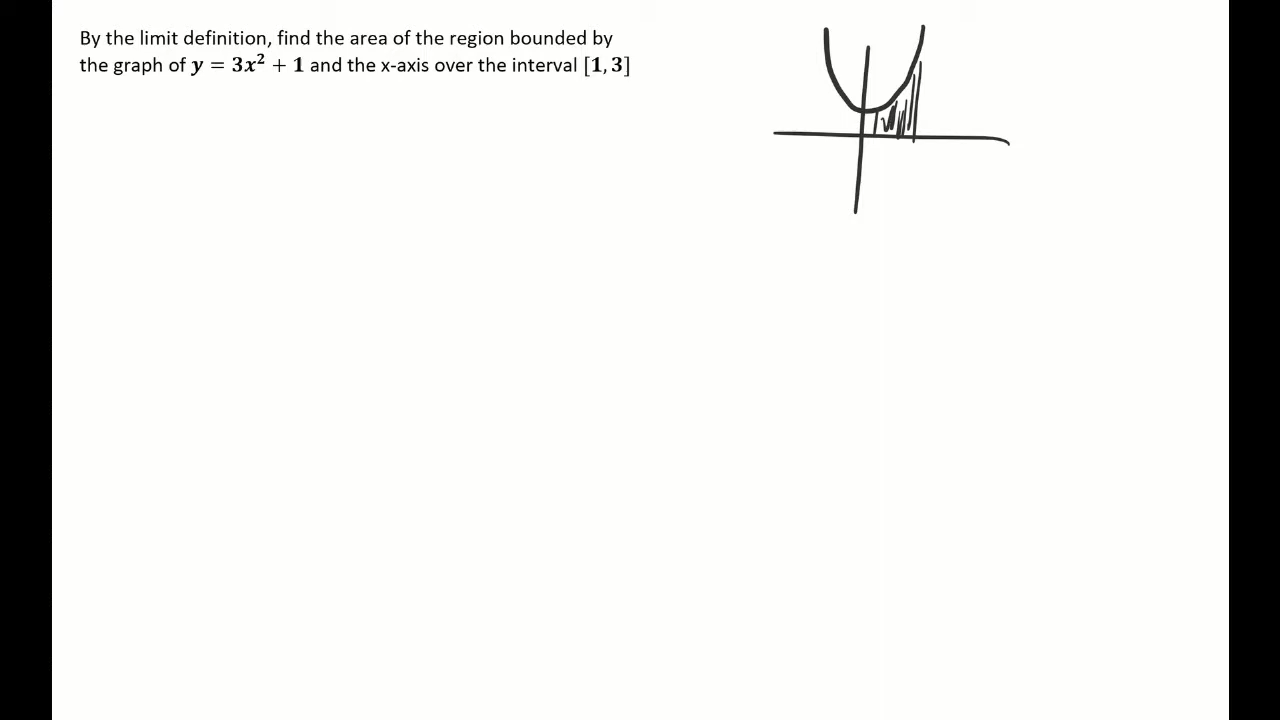 By the limit definition, find the area of the region bounded by
the graph of y = 3x² + 1 and the x-axis over the interval [1, 3]